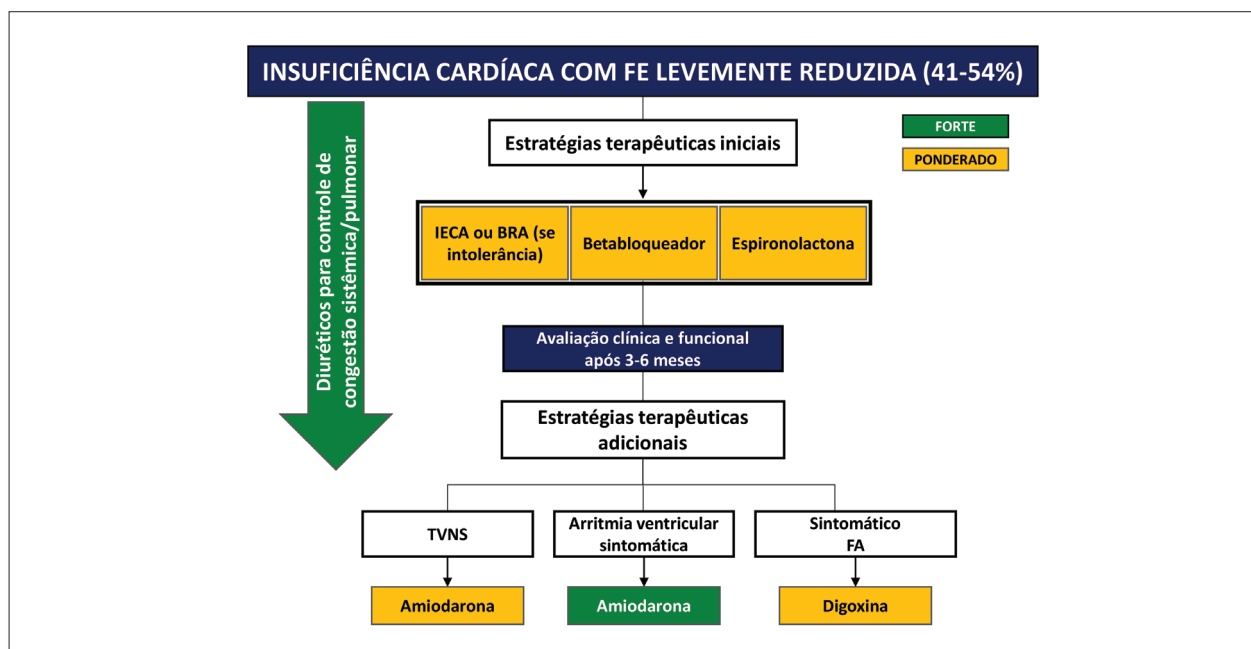 INSUFICIÊNCIA CARDÍACA COM FE LEVEMENTE REDUZIDA (41-54%)
Diuréticos para controle de
congestão sistêmica/pulmonar
Estratégias terapêuticas iniciais
FORTE
PONDERADO
IECA ou BRA (se
intolerância)
Betabloqueador
Espironolactona
Avaliação clínica e funcional
após 3-6 meses
Estratégias terapêuticas
adicionais
TVNS
Arritmia ventricular
sintomática
Sintomático
FA
Amiodarona
Amiodarona
Digoxina